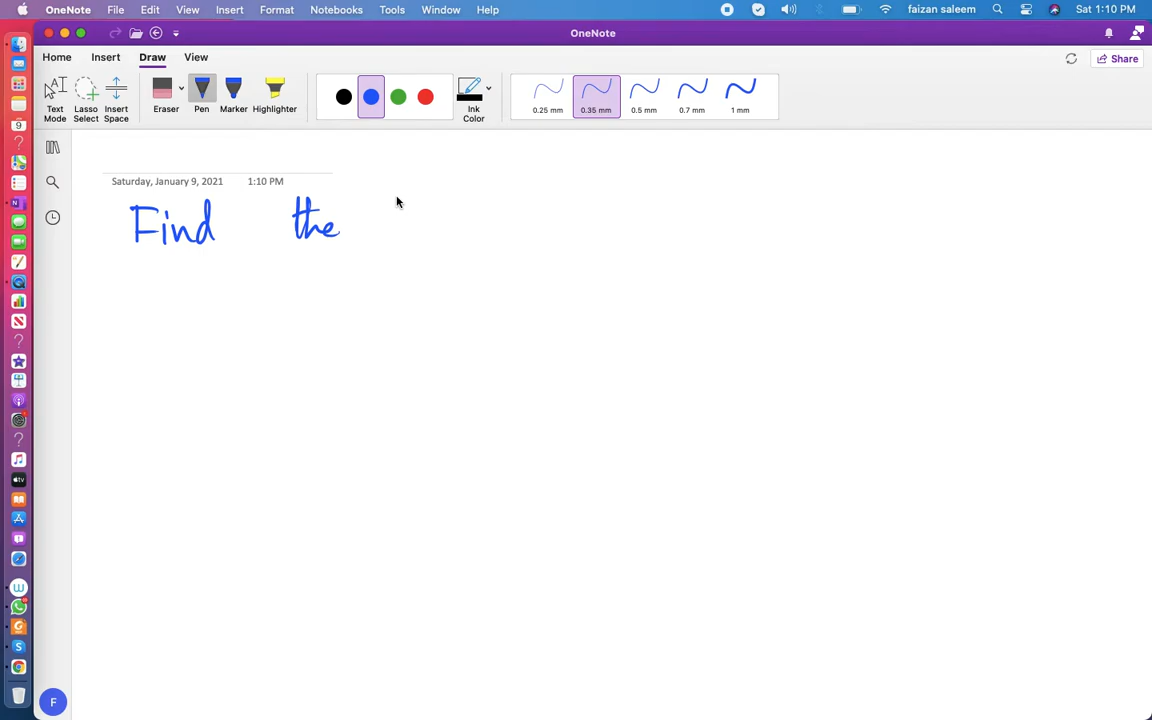 OneNote File Edit View Insert Format Notebooks Tools Window Help faizan saleem Sat 1:10 PM
OneNote
Home Insert Draw View Share
Text Mode Lasso Select Insert Space Eraser Pen Marker Highlighter Ink Color 0.25 mm 0.35 mm 0.5 mm 0.7 mm 1 mm
Saturday, January 9, 2021 1:10 PM
Find the
F